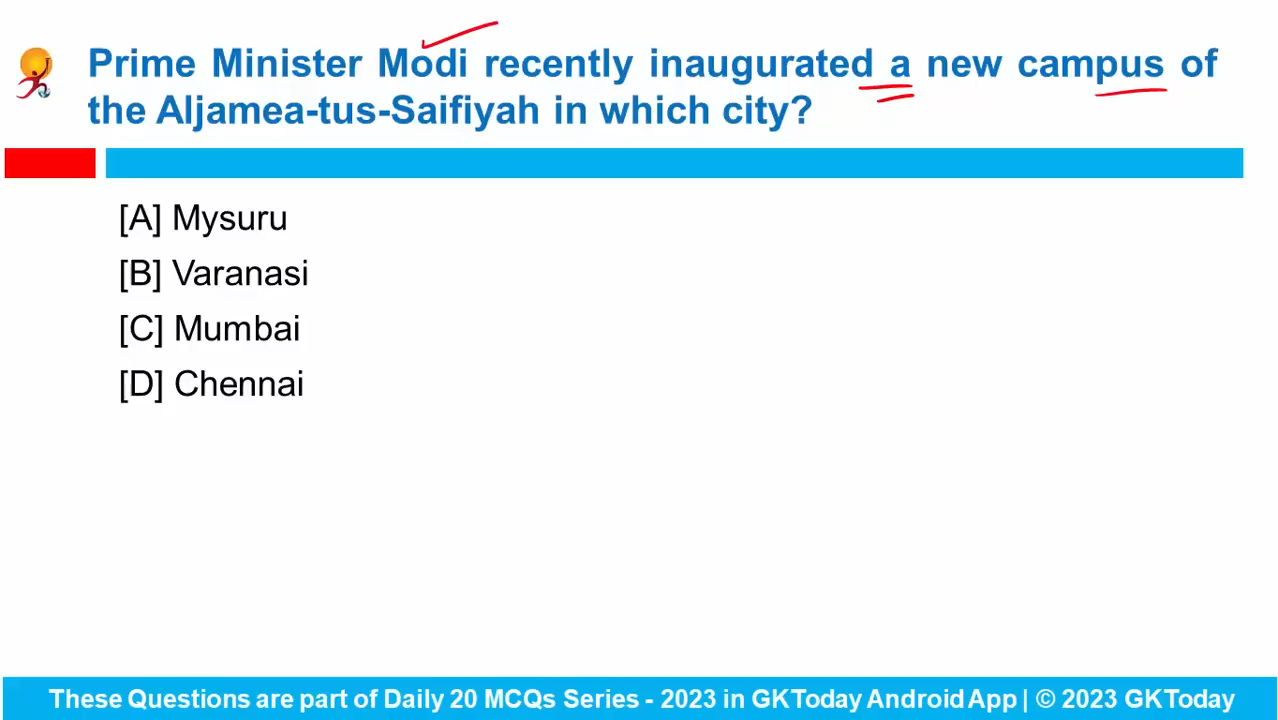 Prime Minister Modi recently inaugurated a new campus of
the Aljamea-tus-Saifiyah in which city?
[A] Mysuru
[B] Varanasi
[C] Mumbai
[D] Chennai
These Questions are part of Daily 20 MCQs Series - 2023 in GKToday Android App | © 2023 GKToday